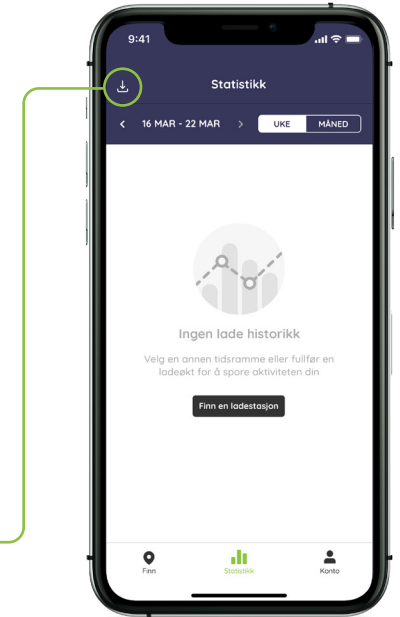 9:41
Statistikk
16 MAR - 22 MAR
UKE
MÅNED
Ingen lade historikk
Velg en annen tidsramme eller fullfør en
ladeøkt for å spore aktiviteten din
Finn en ladestasjon
Finn
Statistikk
Konto